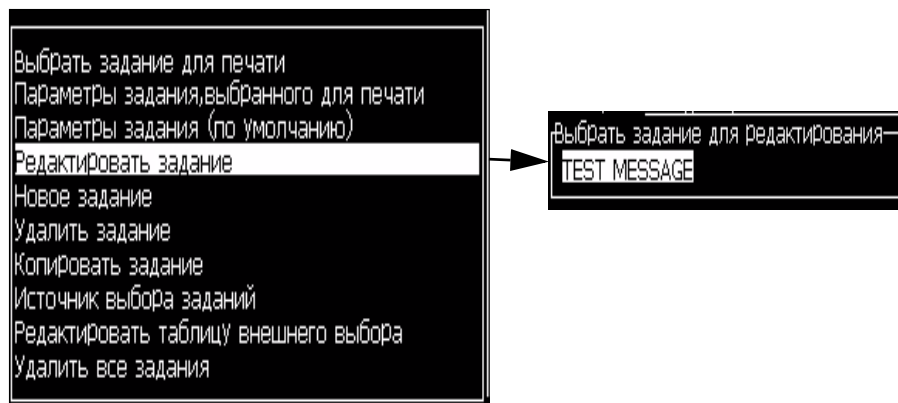 Выбрать задание для печати
Параметры задания,выбранного для печати
Параметры задания (по умолчанию)
Редактировать задание
Новое задание
Удалить задание
Копировать задание
Источник выбора заданий
Редактировать таблицу внешнего выбора
Удалить все задания
Выбрать задание для редактирования
TEST MESSAGE